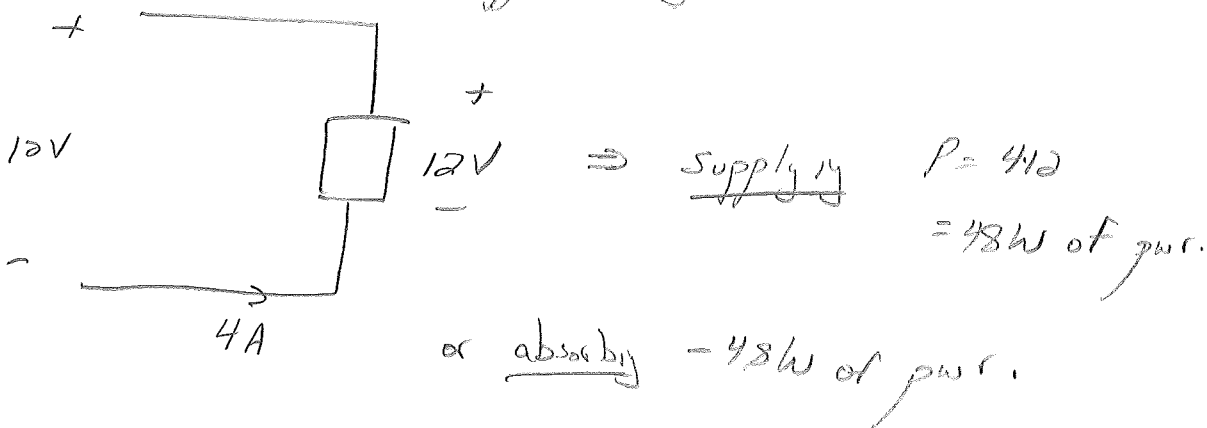 +
+
12V
12V ⇒ supplying P = 4·12
-
= 48W of pwr.
-
4A
or absorbing -48W of pwr.